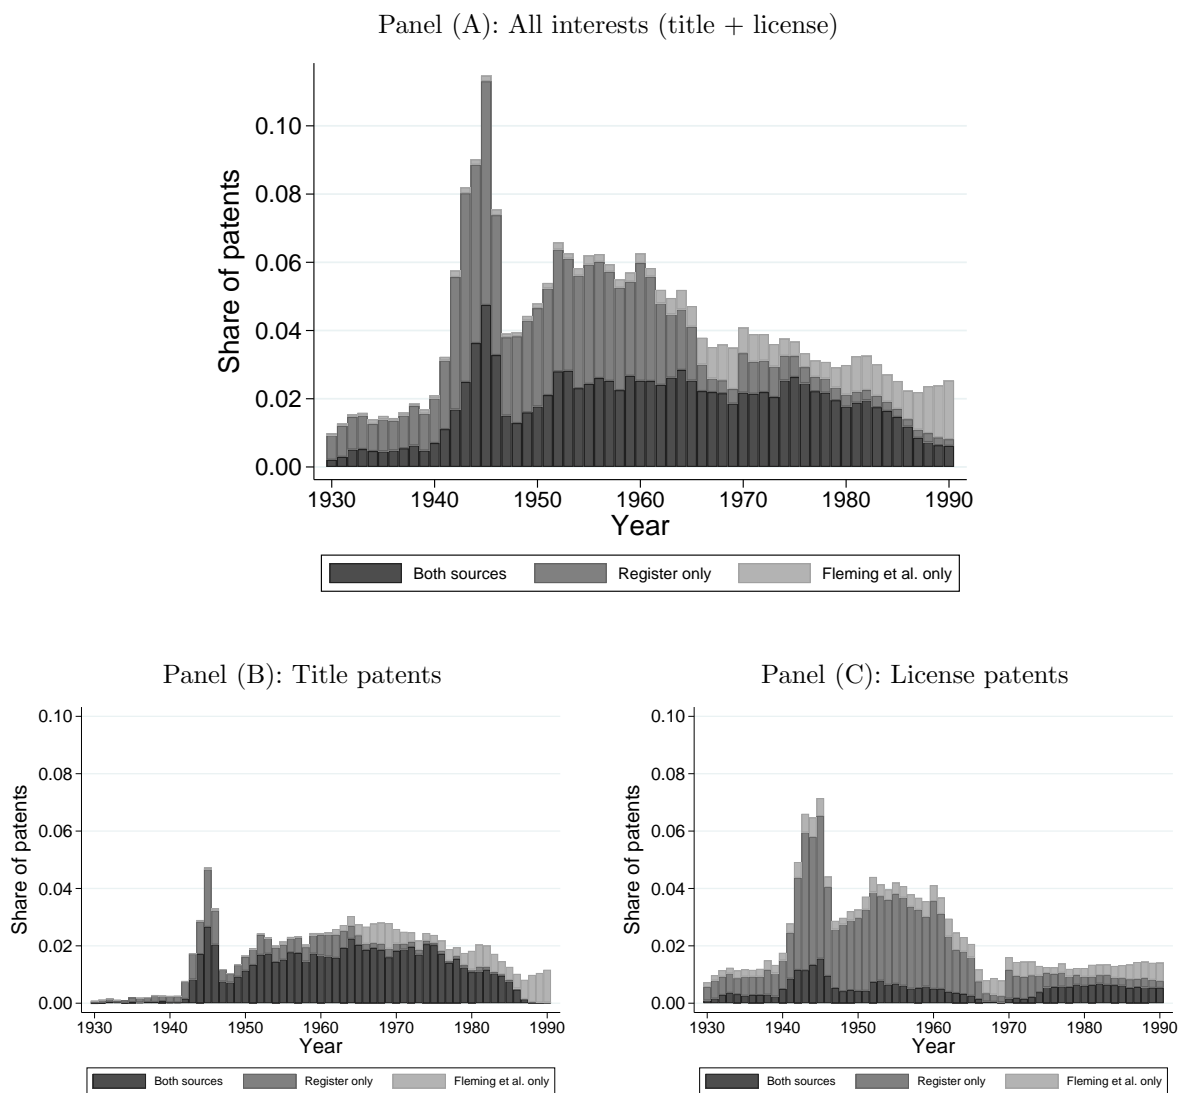 Panel (A): All interests (title + license)
Share of patents
0.10
0.08
0.06
0.04
0.02
0.00
1930 1940 1950 1960 1970 1980 1990
Year
Both sources Register only Fleming et al. only
Panel (B): Title patents
Share of patents
0.10
0.08
0.06
0.04
0.02
0.00
1930 1940 1950 1960 1970 1980 1990
Year
Both sources Register only Fleming et al. only
Panel (C): License patents
Share of patents
0.10
0.08
0.06
0.04
0.02
0.00
1930 1940 1950 1960 1970 1980 1990
Year
Both sources Register only Fleming et al. only